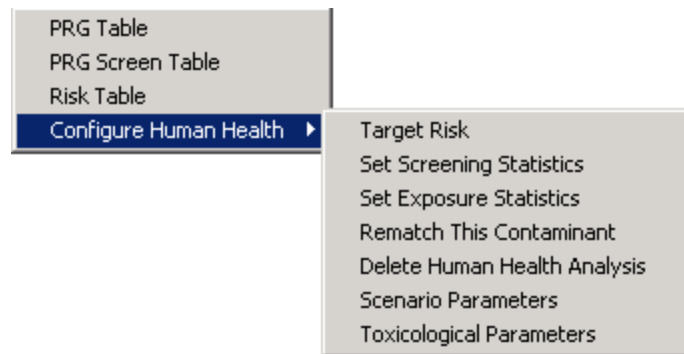 PRG Table
PRG Screen Table
Risk Table
Configure Human Health
Target Risk
Set Screening Statistics
Set Exposure Statistics
Rematch This Contaminant
Delete Human Health Analysis
Scenario Parameters
Toxicological Parameters